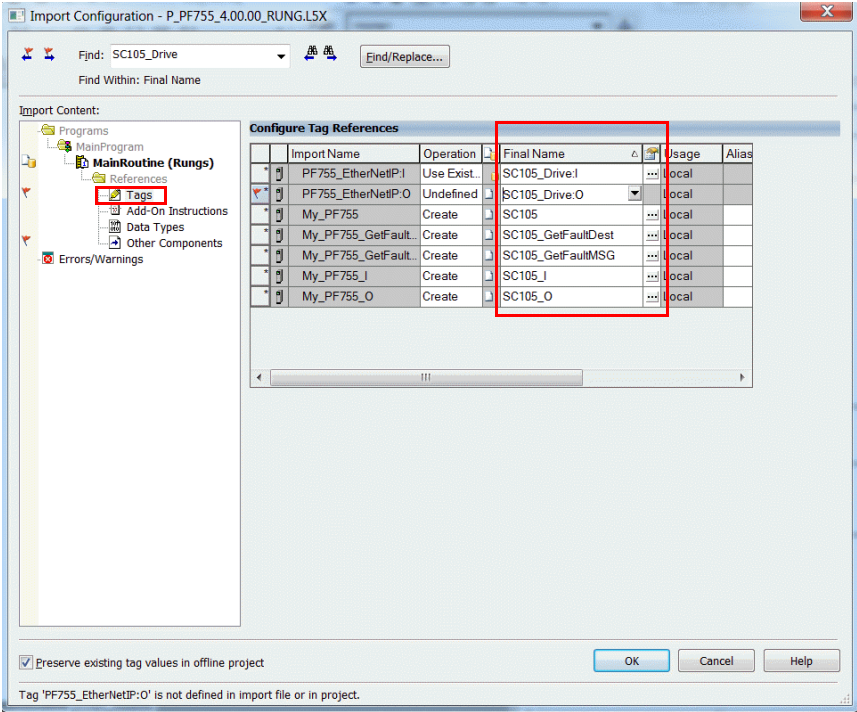 Import Configuration - P_PF755_4.00.00_RUNG.L5X
X
Find: SC105_Drive Find/Replace...
Find Within: Final Name
Import Content:
Programs
MainProgram
MainRoutine (Rungs)
References
Tags
Add-On Instructions
Data Types
Other Components
Errors/Warnings
Configure Tag References
Import Name Operation Final Name Usage Alias
* PF755_EtherNetIP:I Use Exist... SC105_Drive:I ... Local
* PF755_EtherNetIP:O Undefined SC105_Drive:O Local
* My_PF755 Create SC105 ... Local
* My_PF755_GetFault... Create SC105_GetFaultDest ... Local
* My_PF755_GetFault... Create SC105_GetFaultMSG ... Local
* My_PF755_I Create SC105_I ... Local
* My_PF755_O Create SC105_O ... Local
Preserve existing tag values in offline project
OK Cancel Help
Tag 'PF755_EtherNetIP:O' is not defined in import file or in project.